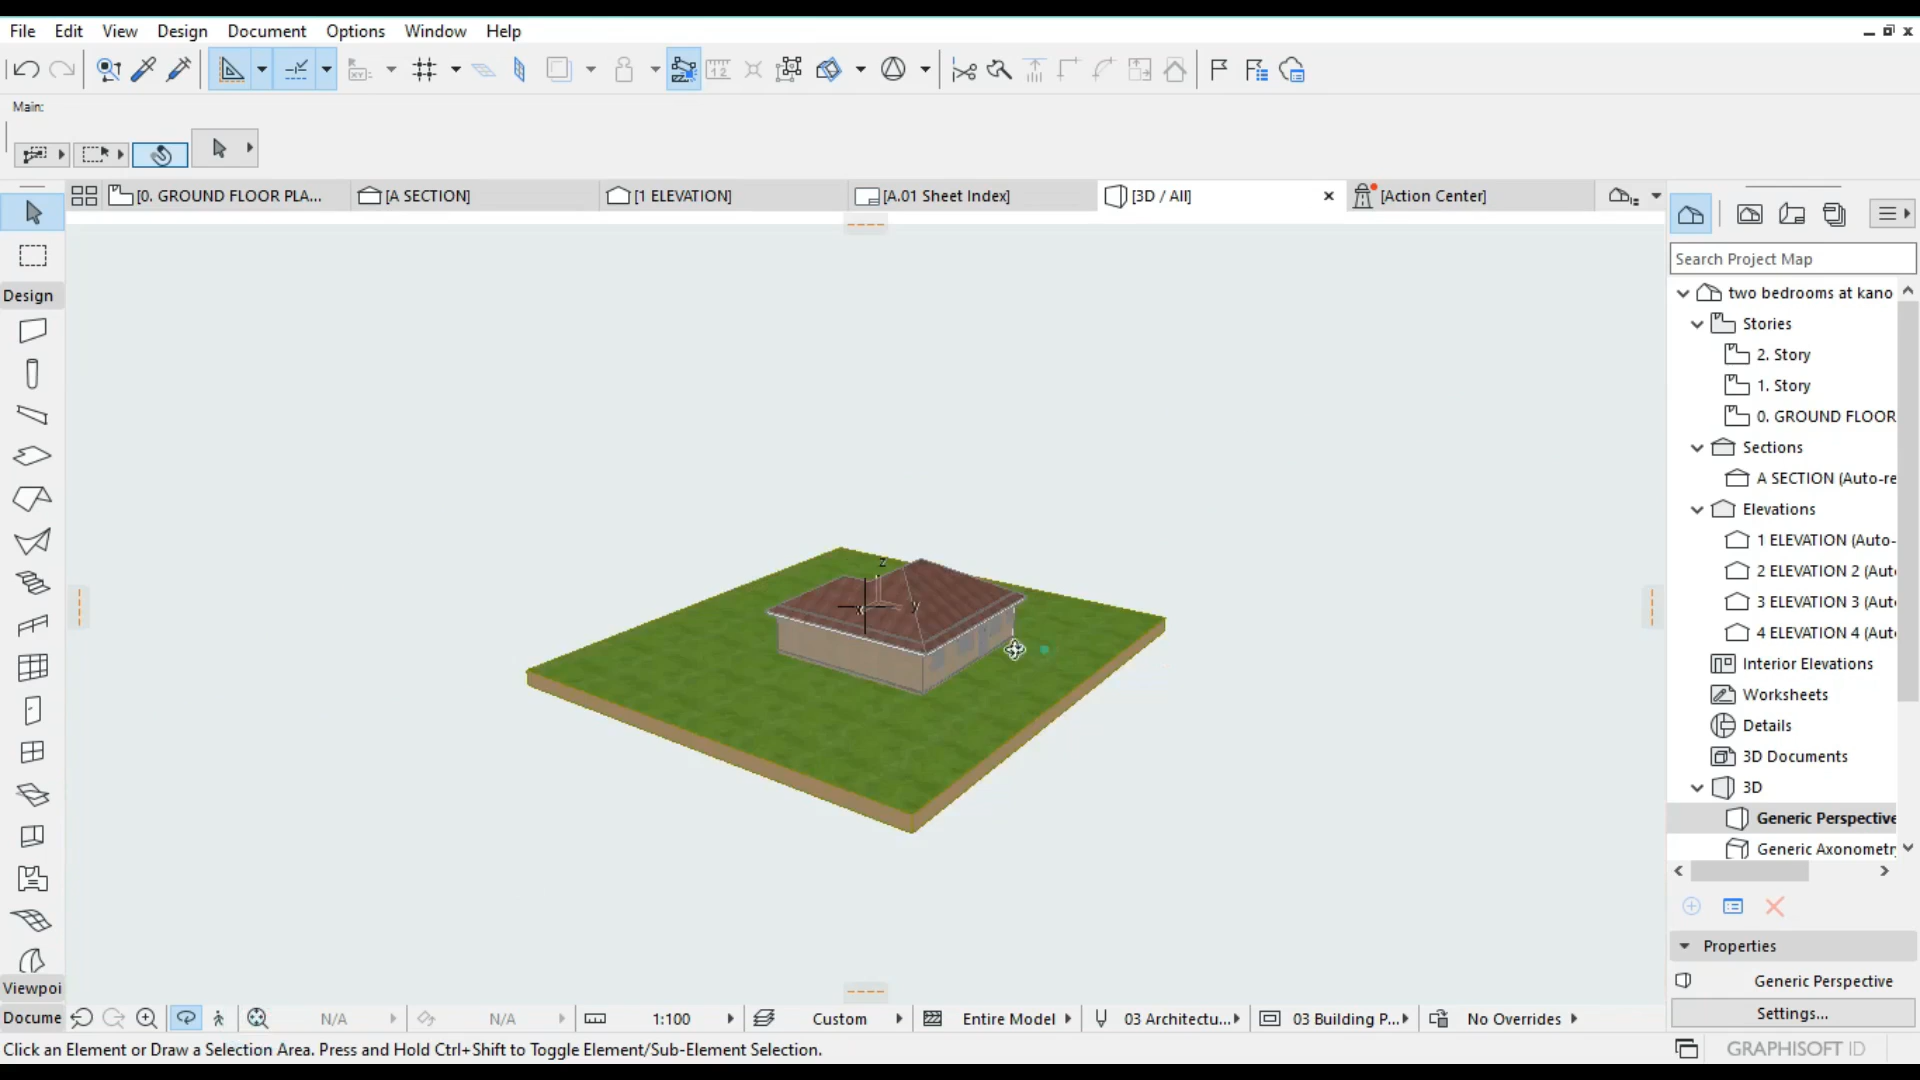 File Edit View Design Document Options Window Help
Main:
[0. GROUND FLOOR PLA... [A SECTION] [1 ELEVATION] [A.01 Sheet Index] [3D / All] [Action Center]
Search Project Map
Design
two bedrooms at kano
Stories
2. Story
1. Story
0. GROUND FLOOR
Sections
A SECTION (Auto-re
Elevations
1 ELEVATION (Auto-
2 ELEVATION 2 (Aut
3 ELEVATION 3 (Aut
4 ELEVATION 4 (Aut
Interior Elevations
Worksheets
Details
3D Documents
3D
Generic Perspective
Generic Axonometr
z
y
Properties
Generic Perspective
Settings...
Viewpoi
Docume N/A N/A 1:100 Custom Entire Model 03 Architectu... 03 Building P... No Overrides
Click an Element or Draw a Selection Area. Press and Hold Ctrl+Shift to Toggle Element/Sub-Element Selection.
GRAPHISOFT ID